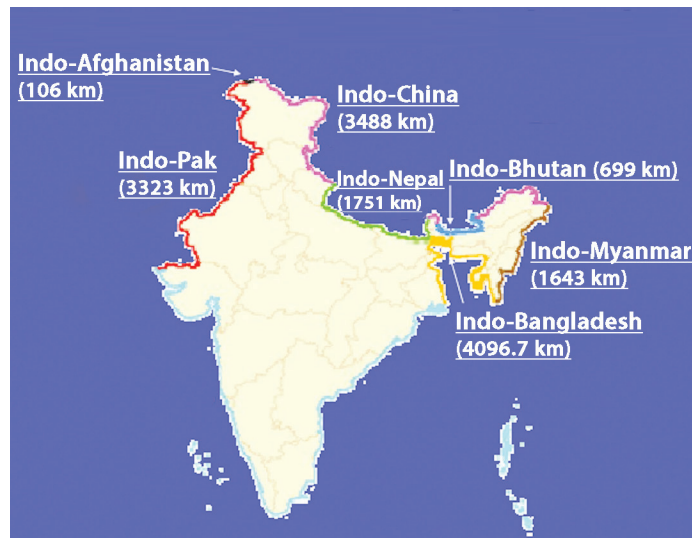 Indo-Afghanistan
(106 km)
Indo-China
(3488 km)
Indo-Pak
(3323 km)
Indo-Nepal
(1751 km)
Indo-Bhutan (699 km)
Indo-Myanmar
(1643 km)
Indo-Bangladesh
(4096.7 km)